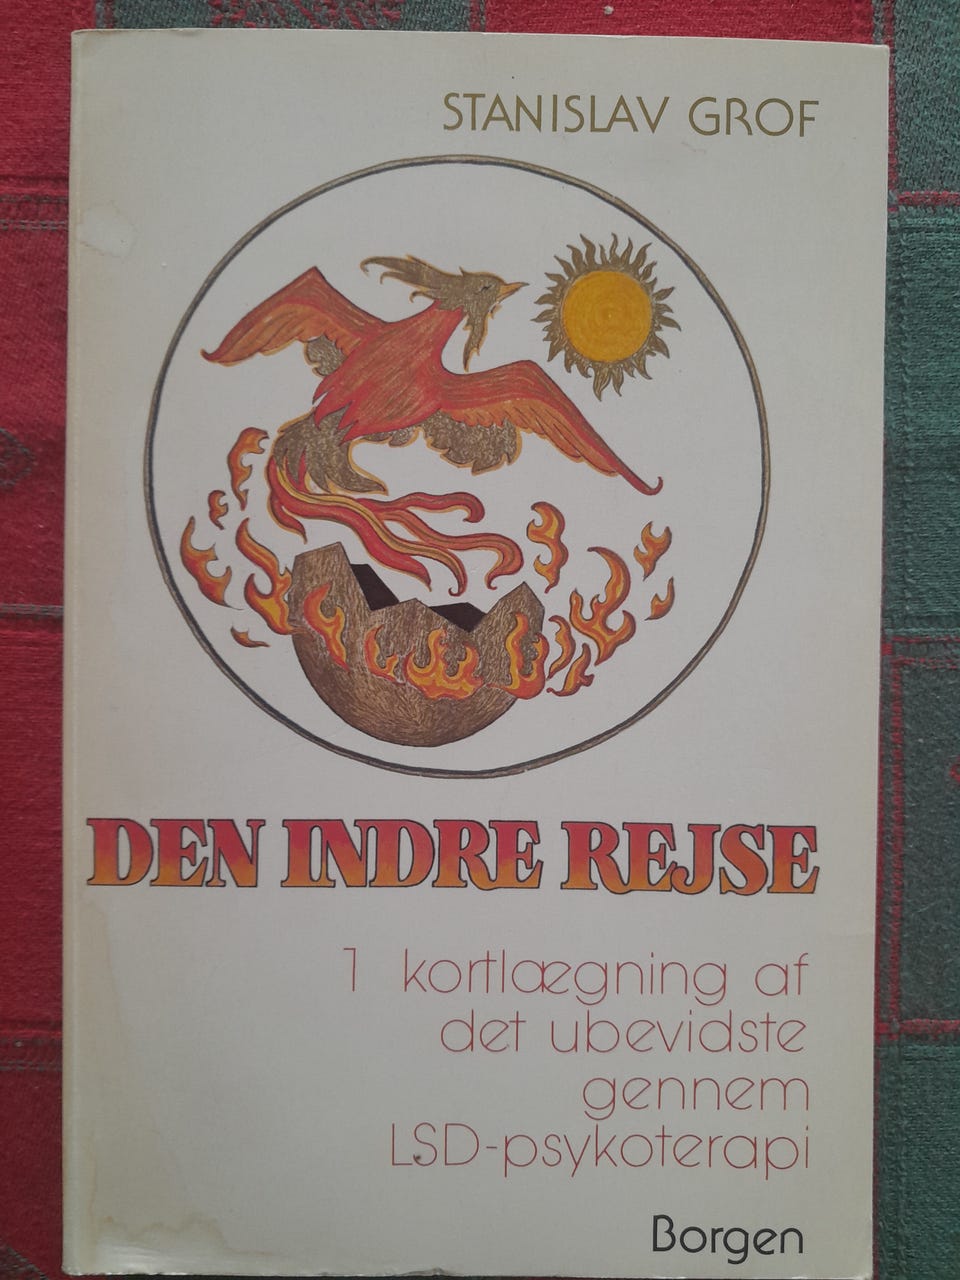 STANISLAV GROF
DEN INDRE REJSE
1 kortlægning af
det ubevidste
gennem
LSD-psykoterapi
Borgen